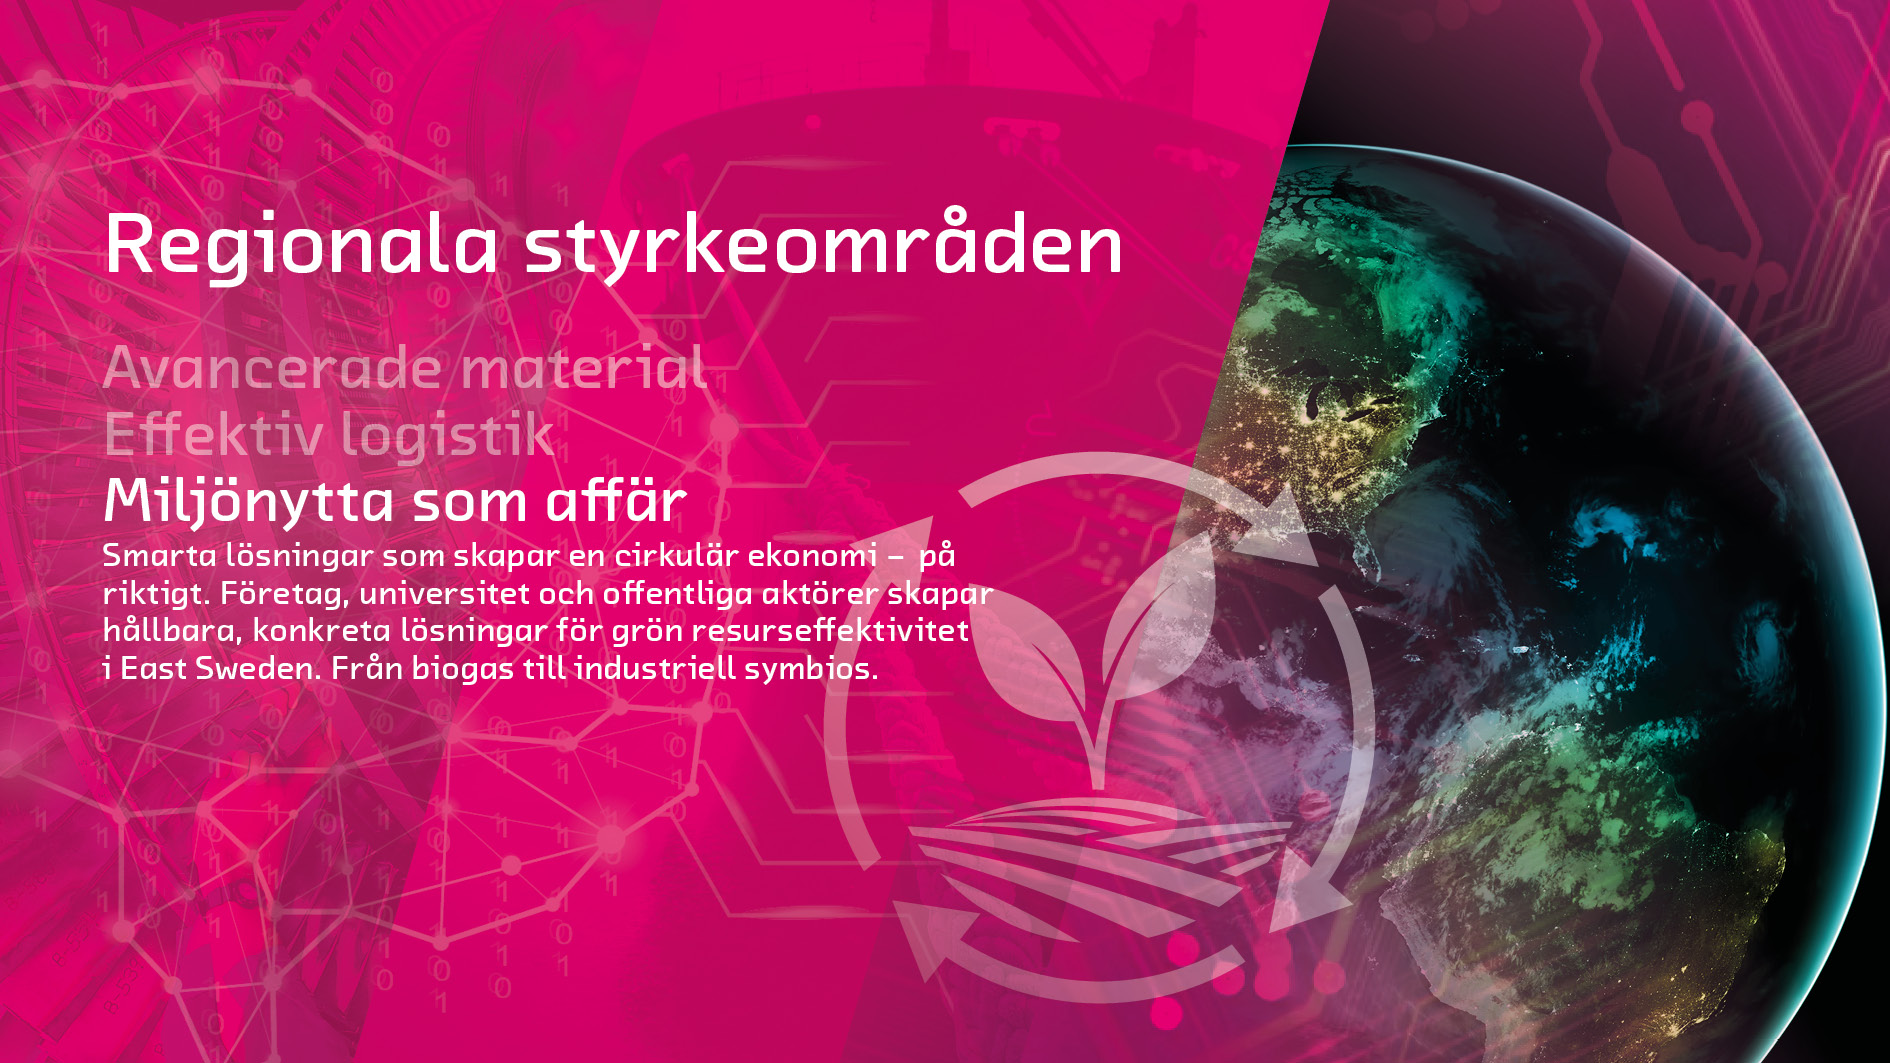 Regionala styrkeområden
Avancerade material
Effektiv logistik
Miljönytta som affär
Smarta lösningar som skapar en cirkulär ekonomi – på
riktigt. Företag, universitet och offentliga aktörer skapar
hållbara, konkreta lösningar för grön resurseffektivitet
i East Sweden. Från biogas till industriell symbios.